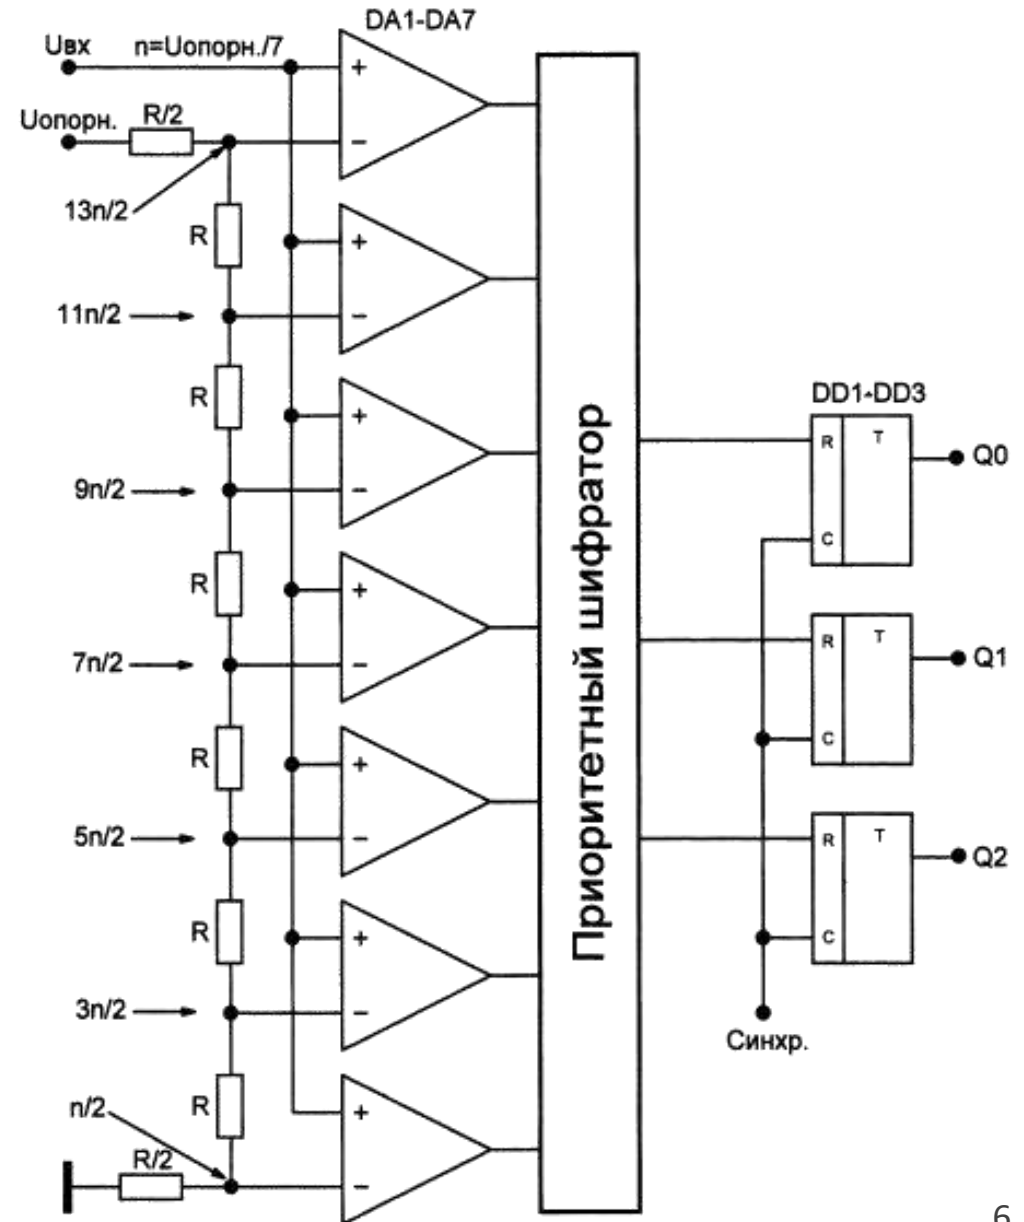 DA1-DA7
Uвх
n=Uопорн./7
+
Uопорн.
R/2
−
13n/2
R
+
11n/2
−
R
+
9n/2
−
R
+
7n/2
−
R
+
5n/2
−
R
+
3n/2
−
R
+
n/2
R/2
−
Приоритетный шифратор
DD1-DD3
R
T
Q0
C
R
T
Q1
C
R
T
Q2
C
Синхр.
6